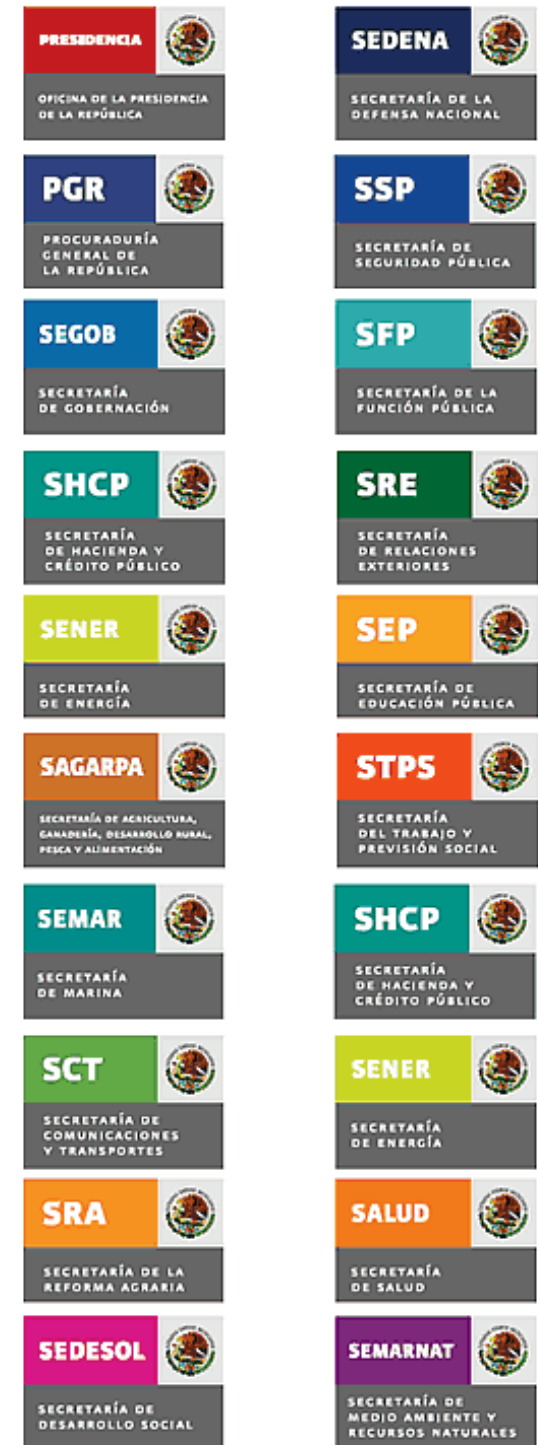 PRESIDENCIA
OFICINA DE LA PRESIDENCIA
DE LA REPÚBLICA
SEDENA
SECRETARÍA DE LA
DEFENSA NACIONAL
PGR
PROCURADURÍA
GENERAL DE
LA REPÚBLICA
SSP
SECRETARÍA DE
SEGURIDAD PÚBLICA
SEGOB
SECRETARÍA
DE GOBERNACIÓN
SFP
SECRETARÍA DE LA
FUNCIÓN PÚBLICA
SHCP
SECRETARÍA
DE HACIENDA Y
CRÉDITO PÚBLICO
SRE
SECRETARÍA
DE RELACIONES
EXTERIORES
SENER
SECRETARÍA
DE ENERGÍA
SEP
SECRETARÍA DE
EDUCACIÓN PÚBLICA
SAGARPA
SECRETARÍA DE AGRICULTURA,
GANADERÍA, DESARROLLO RURAL,
PESCA Y ALIMENTACIÓN
STPS
SECRETARÍA
DEL TRABAJO Y
PREVISIÓN SOCIAL
SEMAR
SECRETARÍA
DE MARINA
SHCP
SECRETARÍA
DE HACIENDA Y
CRÉDITO PÚBLICO
SCT
SECRETARÍA DE
COMUNICACIONES
Y TRANSPORTES
SENER
SECRETARÍA
DE ENERGÍA
SRA
SECRETARÍA DE LA
REFORMA AGRARIA
SALUD
SECRETARÍA
DE SALUD
SEDESOL
SECRETARÍA DE
DESARROLLO SOCIAL
SEMARNAT
SECRETARÍA DE
MEDIO AMBIENTE Y
RECURSOS NATURALES